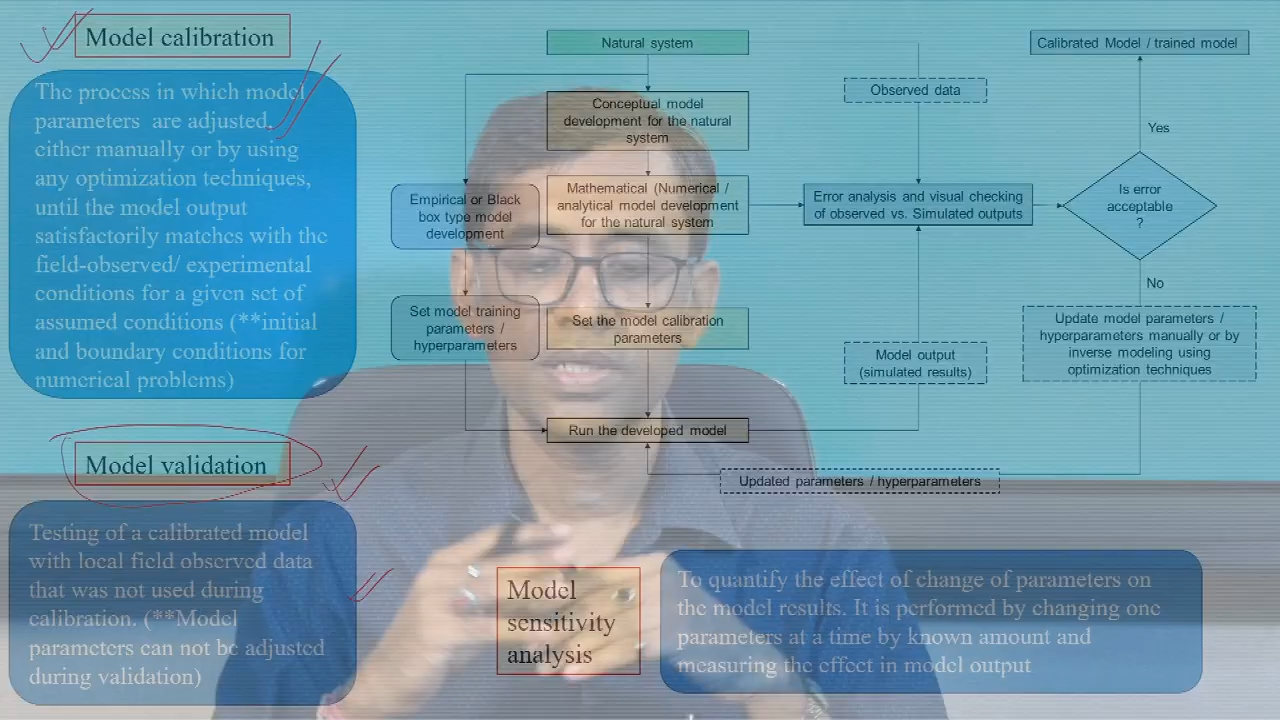 Model calibration
The process in which model
parameters are adjusted,
either manually or by using
any optimization techniques,
until the model output
satisfactorily matches with the
field-observed/ experimental
conditions for a given set of
assumed conditions (**initial
and boundary conditions for
numerical problems)
Model validation
Testing of a calibrated model
with local field observed data
that was not used during
calibration. (**Model
parameters can not be adjusted
during validation)
Natural system
Conceptual model
development for the natural
system
Empirical or Black
box type model
development
Mathematical (Numerical /
analytical model development
for the natural system
Set model training
parameters /
hyperparameters
Set the model calibration
parameters
Run the developed model
Observed data
Error analysis and visual checking
of observed vs. Simulated outputs
Model output
(simulated results)
Calibrated Model / trained model
Yes
Is error
acceptable
?
No
Update model parameters /
hyperparameters manually or by
inverse modeling using
optimization techniques
Updated parameters / hyperparameters
Model
sensitivity
analysis
To quantify the effect of change of parameters on
the model results. It is performed by changing one
parameters at a time by known amount and
measuring the effect in model output